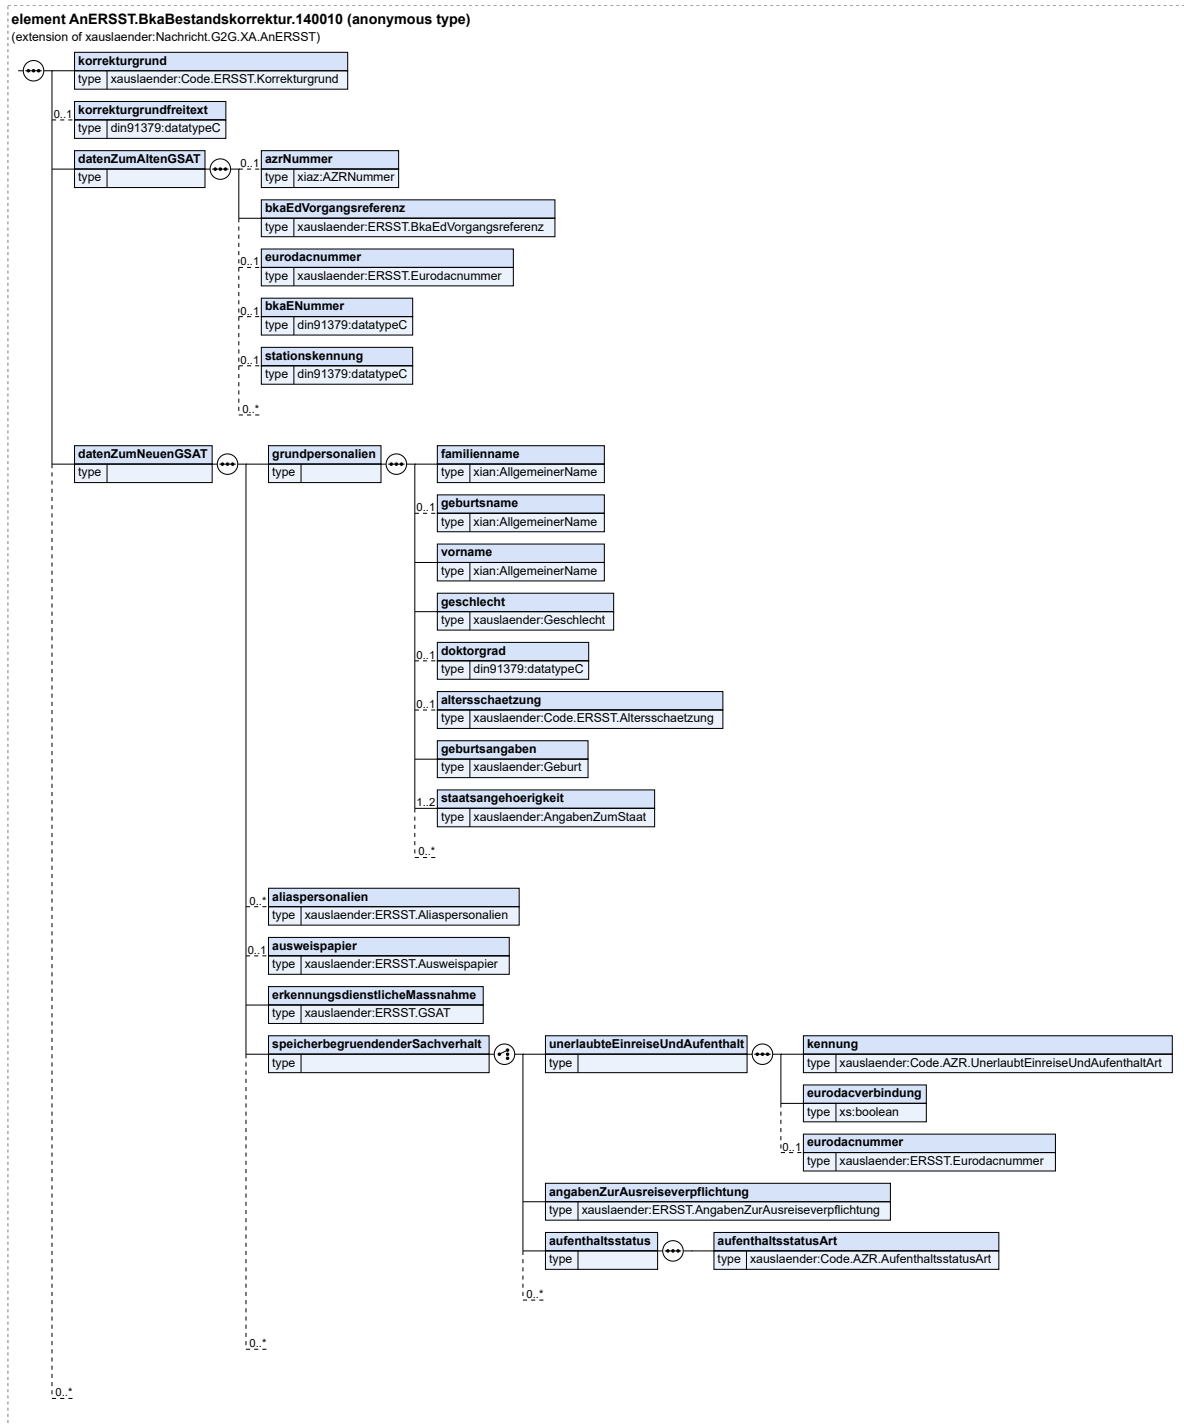 element AnERSST.BkaBestandskorrektur.140010 (anonymous type)
(extension of xauslaender:Nachricht.G2G.XA.AnERSST)
korrekturgrund
type xauslaender:Code.ERSST.Korrekturgrund
0..1 korrekturgrundfreitext
type din91379:datatypeC
datenZumAltenGSAT
type
0..1 azrNummer
type xiaz:AZRNummer
bkaEdVorgangsreferenz
type xauslaender:ERSST.BkaEdVorgangsreferenz
0..1 eurodacnummer
type xauslaender:ERSST.Eurodacnummer
0..1 bkaENummer
type din91379:datatypeC
0..1 stationskennung
type din91379:datatypeC
0..*
datenZumNeuenGSAT
type
grundpersonalien
type
familienname
type xian:AllgemeinerName
0..1 geburtsname
type xian:AllgemeinerName
vorname
type xian:AllgemeinerName
geschlecht
type xauslaender:Geschlecht
0..1 doktorgrad
type din91379:datatypeC
0..1 altersschaetzung
type xauslaender:Code.ERSST.Altersschaetzung
geburtsangaben
type xauslaender:Geburt
1..2 staatsangehoerigkeit
type xauslaender:AngabenZumStaat
0..*
0..* aliaspersonalien
type xauslaender:ERSST.Aliaspersonalien
0..1 ausweispapier
type xauslaender:ERSST.Ausweispapier
erkennungsdienstlicheMassnahme
type xauslaender:ERSST.GSAT
speicherbegruendenderSachverhalt
type
unerlaubteEinreiseUndAufenthalt
type
kennung
type xauslaender:Code.AZR.UnerlaubtEinreiseUndAufenthaltArt
eurodacverbindung
type xs:boolean
0..1 eurodacnummer
type xauslaender:ERSST.Eurodacnummer
angabenZurAusreiseverpflichtung
type xauslaender:ERSST.AngabenZurAusreiseverpflichtung
aufenthaltsstatus
type
aufenthaltsstatusArt
type xauslaender:Code.AZR.AufenthaltsstatusArt
0..*
0..*
0..*